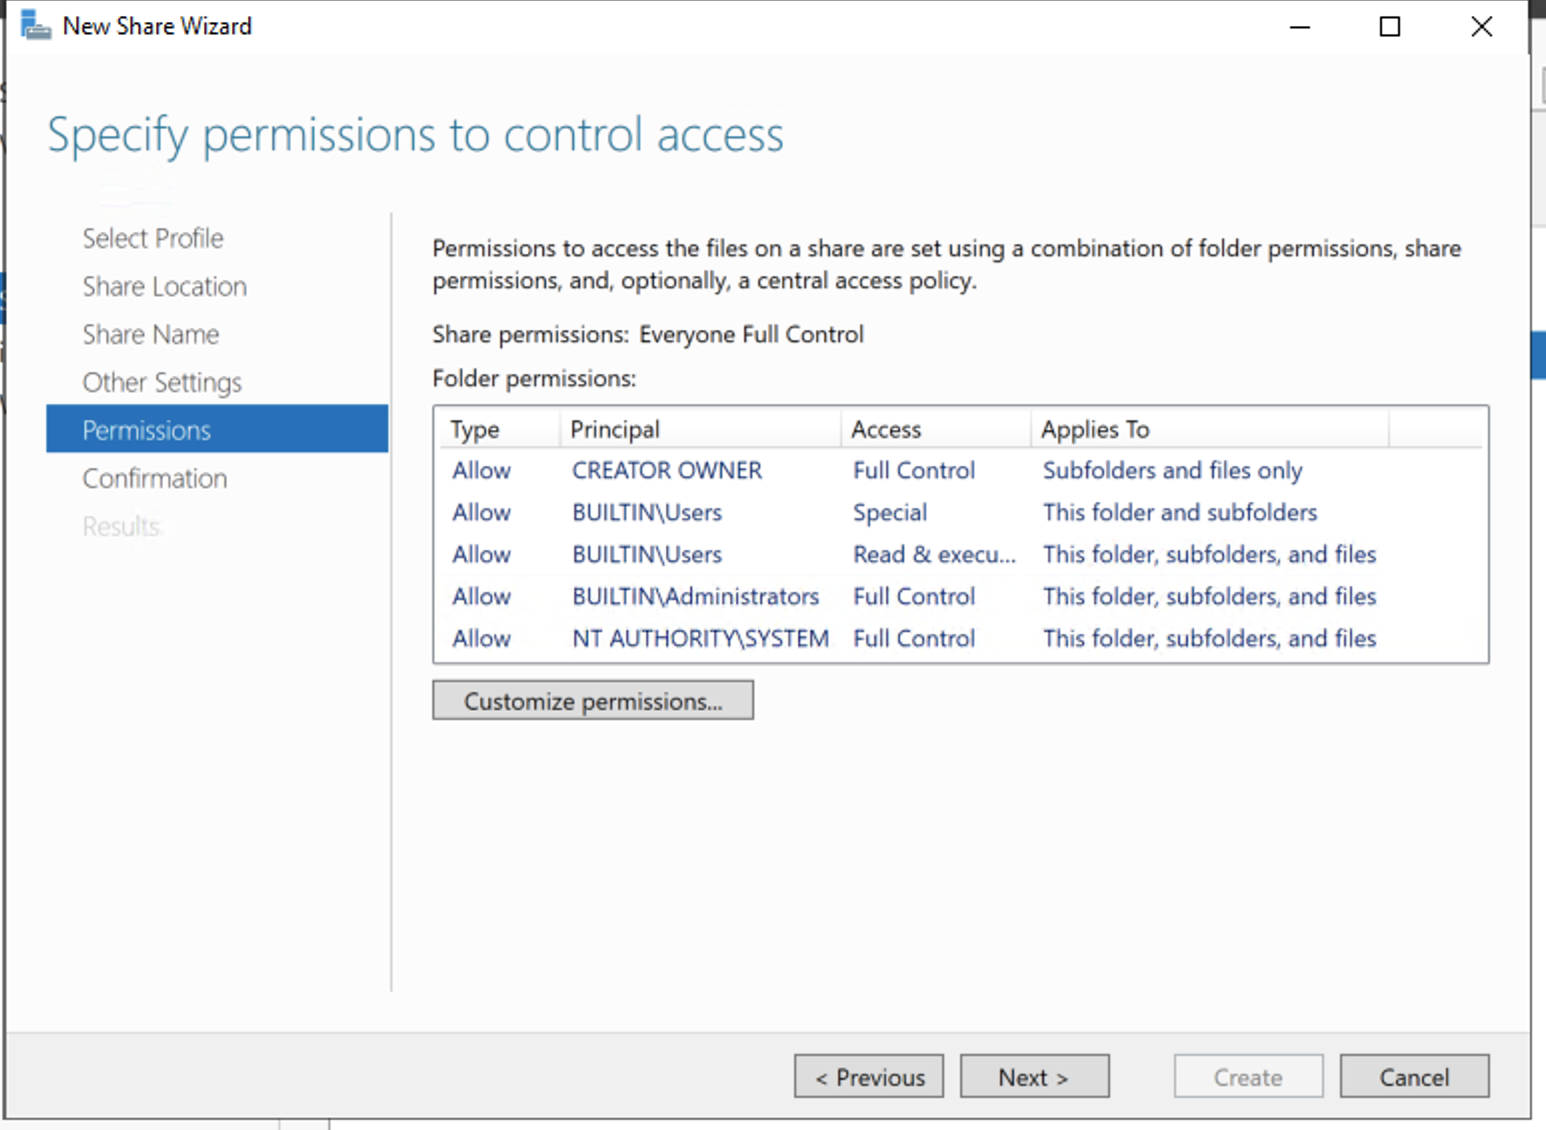 New Share Wizard
Specify permissions to control access
Select Profile
Share Location
Share Name
Other Settings
Permissions
Confirmation
Results
Permissions to access the files on a share are set using a combination of folder permissions, share
permissions, and, optionally, a central access policy.
Share permissions: Everyone Full Control
Folder permissions:
Type Principal Access Applies To
Allow CREATOR OWNER Full Control Subfolders and files only
Allow BUILTIN\Users Special This folder and subfolders
Allow BUILTIN\Users Read & execu... This folder, subfolders, and files
Allow BUILTIN\Administrators Full Control This folder, subfolders, and files
Allow NT AUTHORITY\SYSTEM Full Control This folder, subfolders, and files
Customize permissions...
< Previous Next > Create Cancel